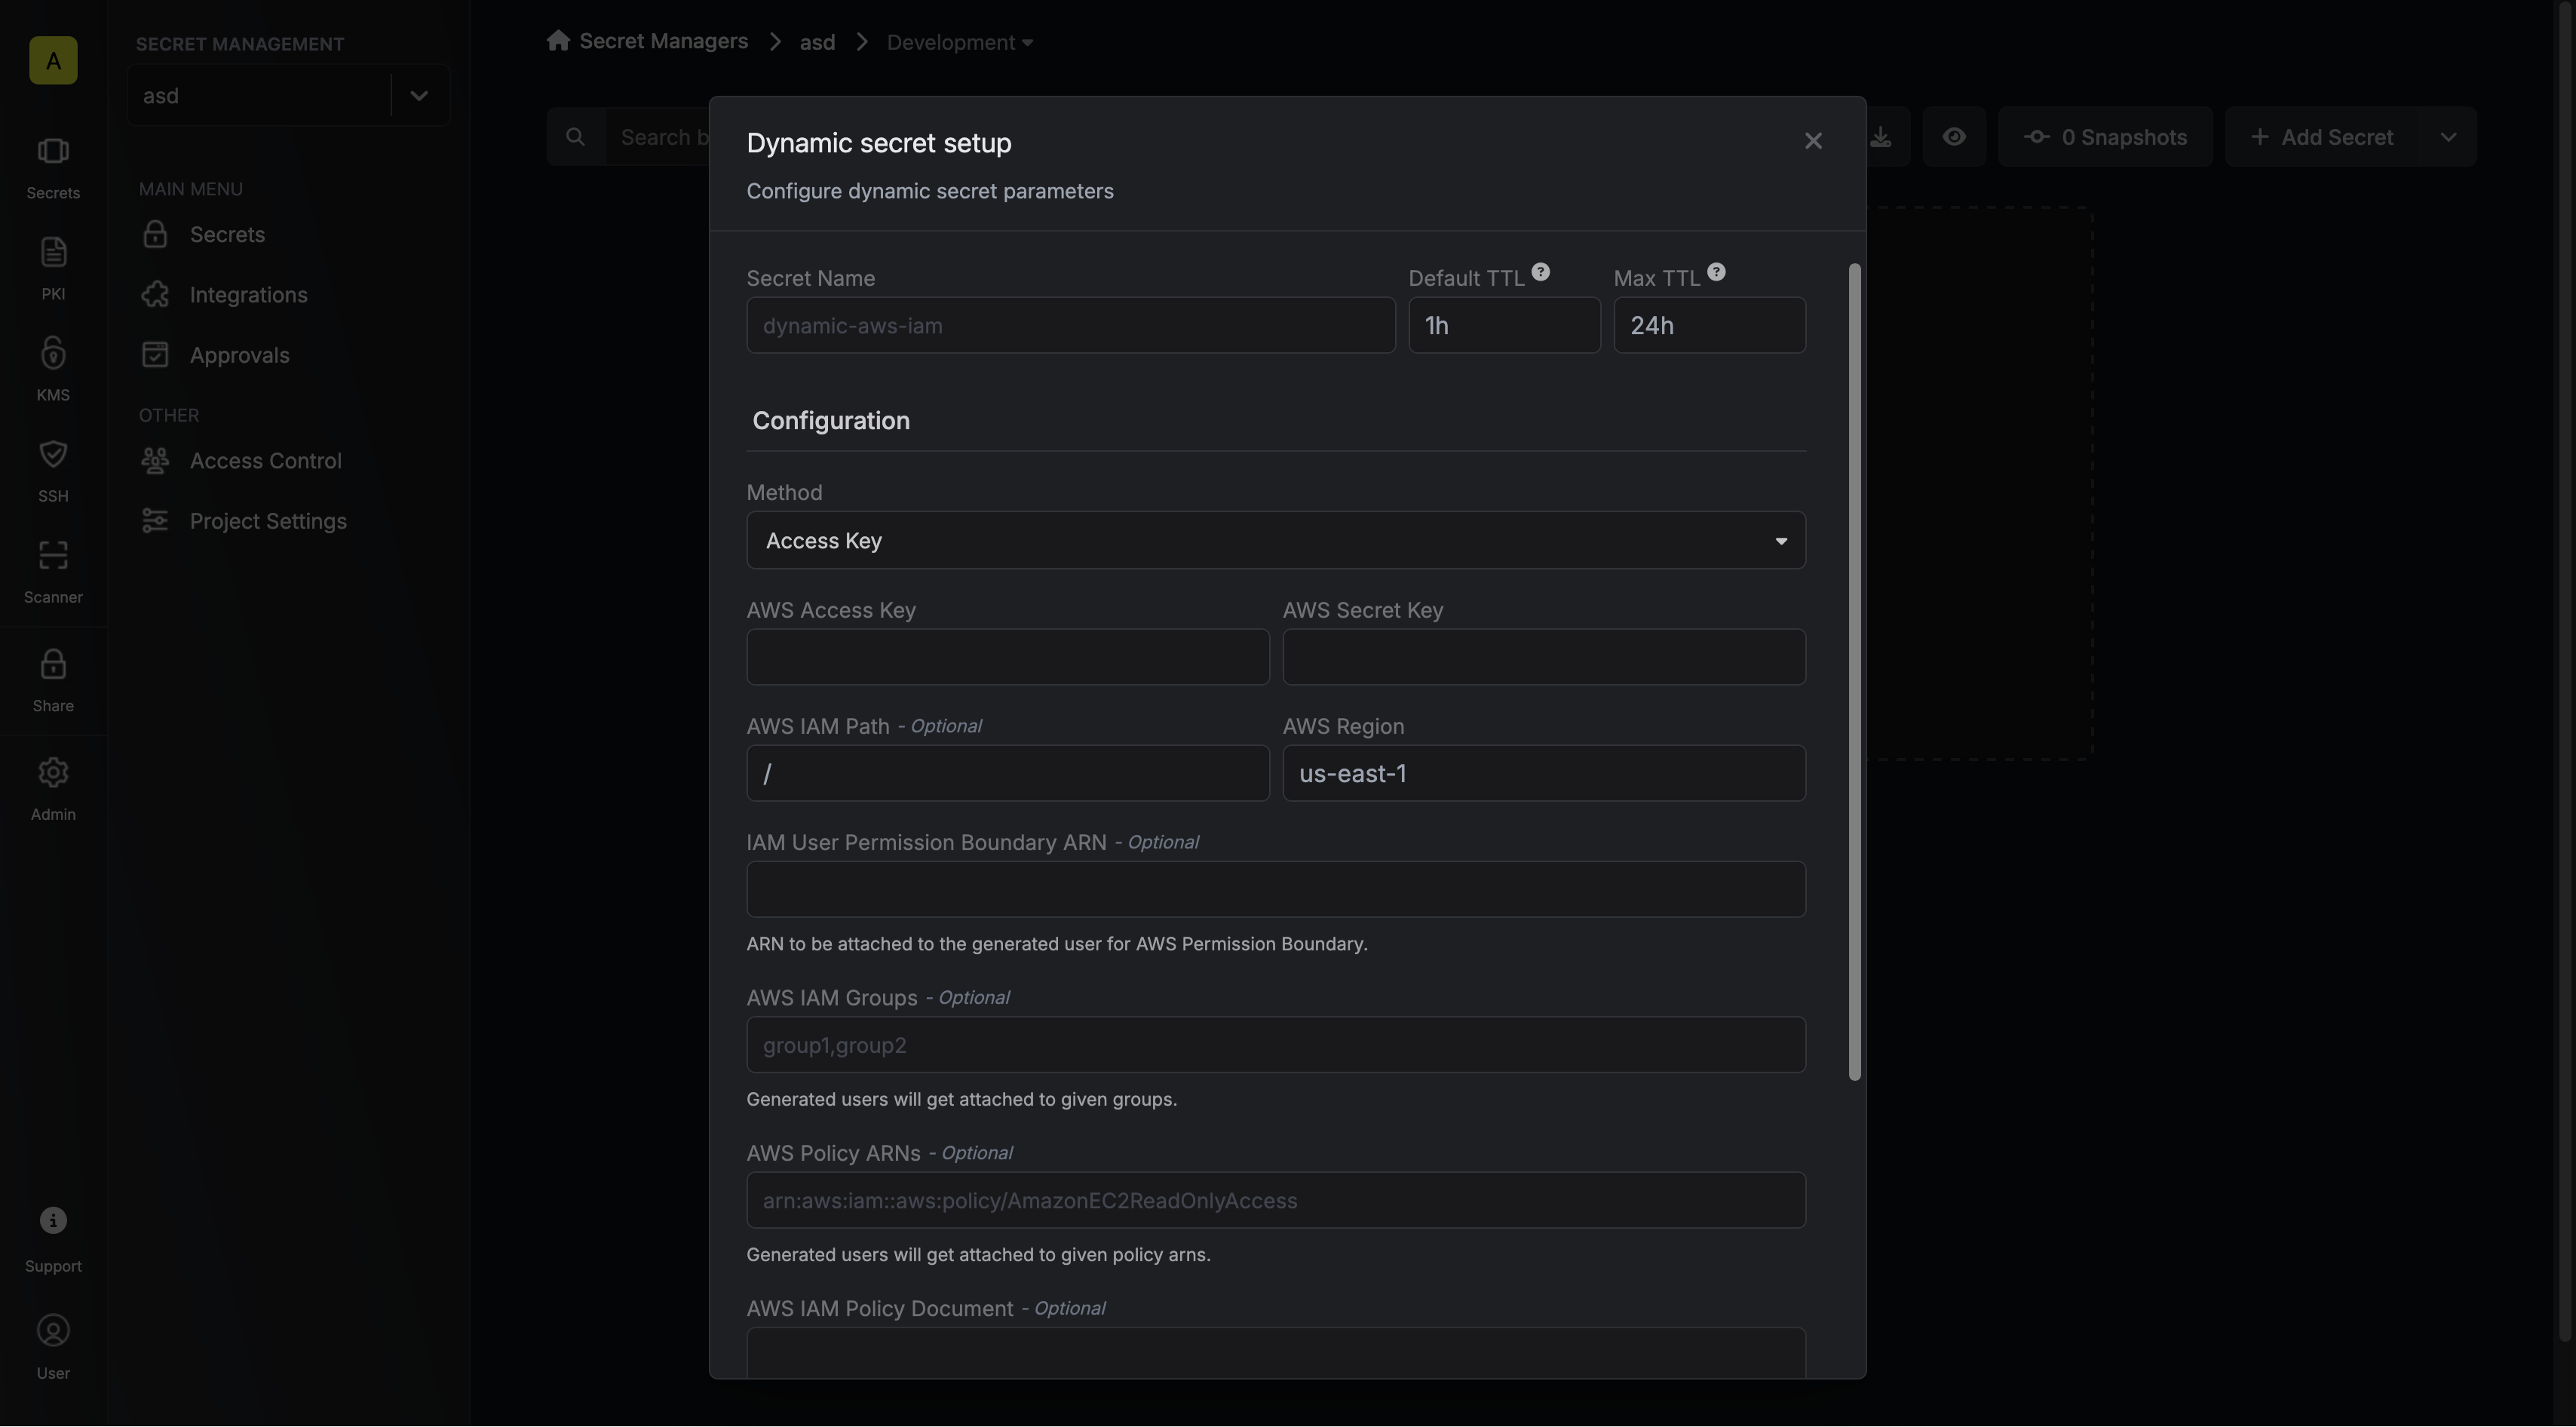 A
Secrets
PKI
KMS
SSH
Scanner
Share
Admin
Support
User
SECRET MANAGEMENT
asd
MAIN MENU
Secrets
Integrations
Approvals
OTHER
Access Control
Project Settings
Secret Managers asd Development
Search b
0 Snapshots
Add Secret
Dynamic secret setup
Configure dynamic secret parameters
Secret Name Default TTL ? Max TTL ?
dynamic-aws-iam 1h 24h
Configuration
Method
Access Key
AWS Access Key AWS Secret Key
AWS IAM Path - Optional AWS Region
/ us-east-1
IAM User Permission Boundary ARN - Optional
ARN to be attached to the generated user for AWS Permission Boundary.
AWS IAM Groups - Optional
group1,group2
Generated users will get attached to given groups.
AWS Policy ARNs - Optional
arn:aws:iam::aws:policy/AmazonEC2ReadOnlyAccess
Generated users will get attached to given policy arns.
AWS IAM Policy Document - Optional